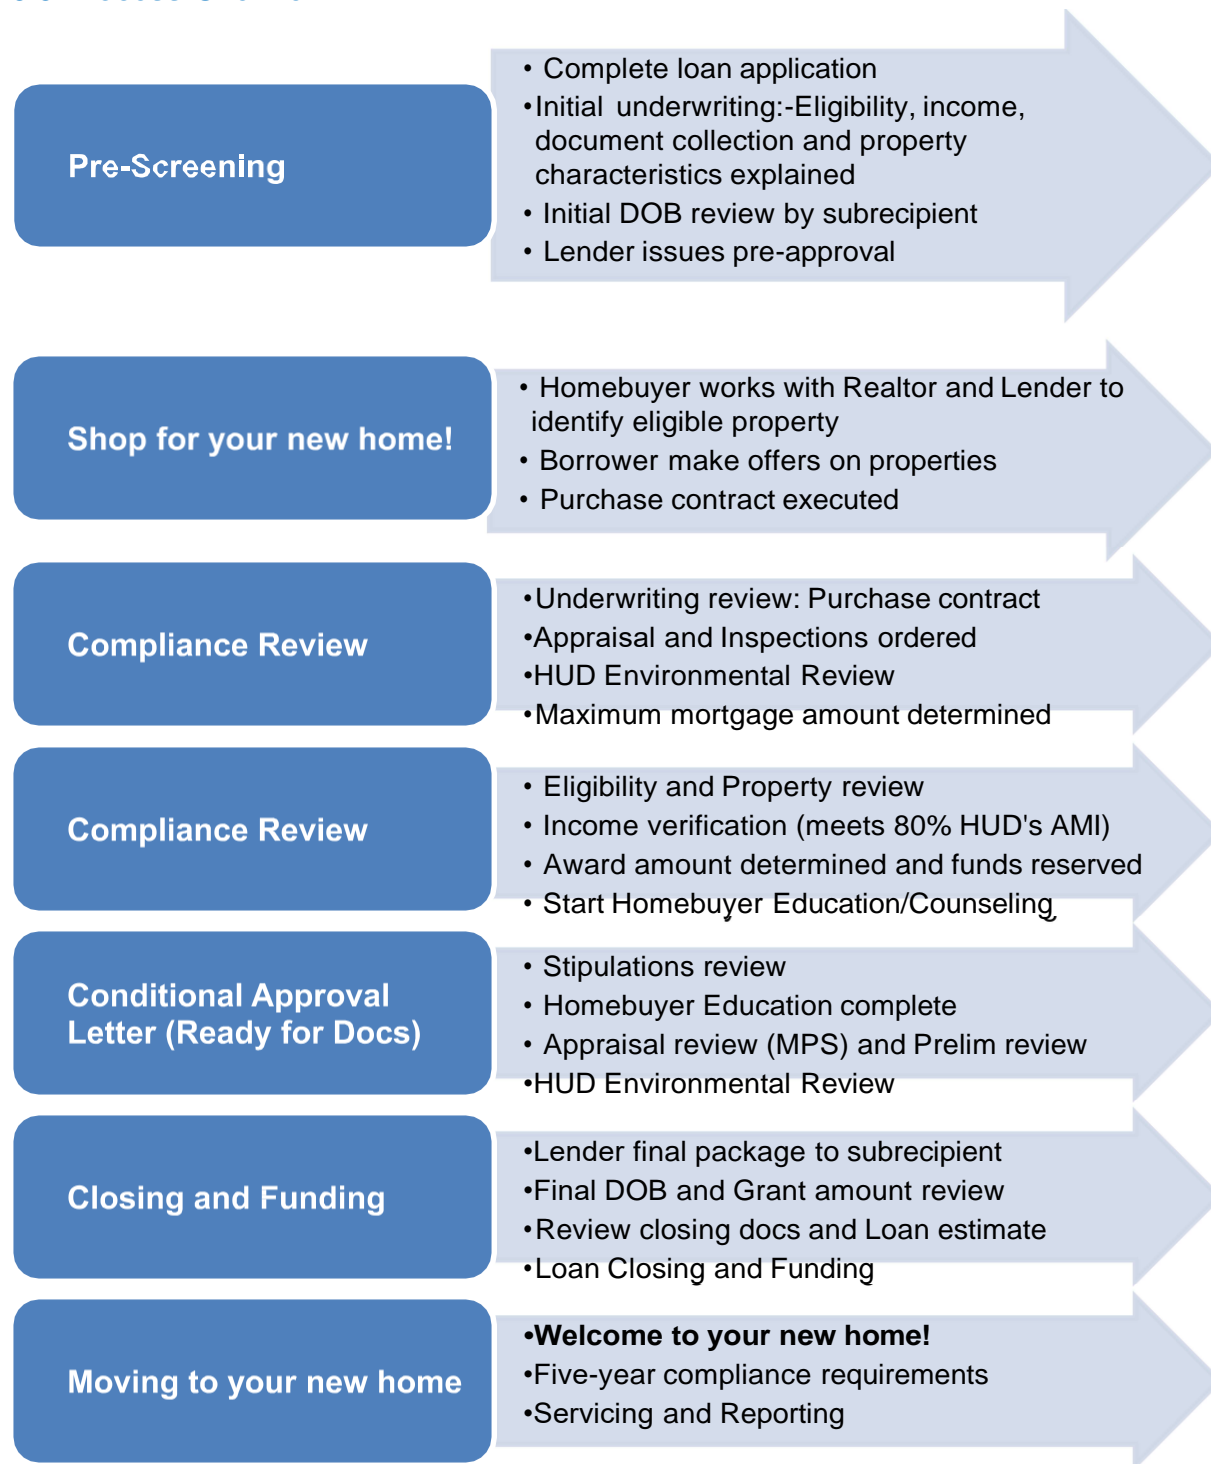 Pre-Screening
• Complete loan application
•Initial underwriting:-Eligibility, income,
document collection and property
characteristics explained
• Initial DOB review by subrecipient
• Lender issues pre-approval
Shop for your new home!
• Homebuyer works with Realtor and Lender to
identify eligible property
• Borrower make offers on properties
• Purchase contract executed
Compliance Review
•Underwriting review: Purchase contract
•Appraisal and Inspections ordered
•HUD Environmental Review
•Maximum mortgage amount determined
Compliance Review
• Eligibility and Property review
• Income verification (meets 80% HUD's AMI)
• Award amount determined and funds reserved
• Start Homebuyer Education/Counseling
Conditional Approval
Letter (Ready for Docs)
• Stipulations review
• Homebuyer Education complete
• Appraisal review (MPS) and Prelim review
•HUD Environmental Review
Closing and Funding
•Lender final package to subrecipient
•Final DOB and Grant amount review
•Review closing docs and Loan estimate
•Loan Closing and Funding
Moving to your new home
•Welcome to your new home!
•Five-year compliance requirements
•Servicing and Reporting